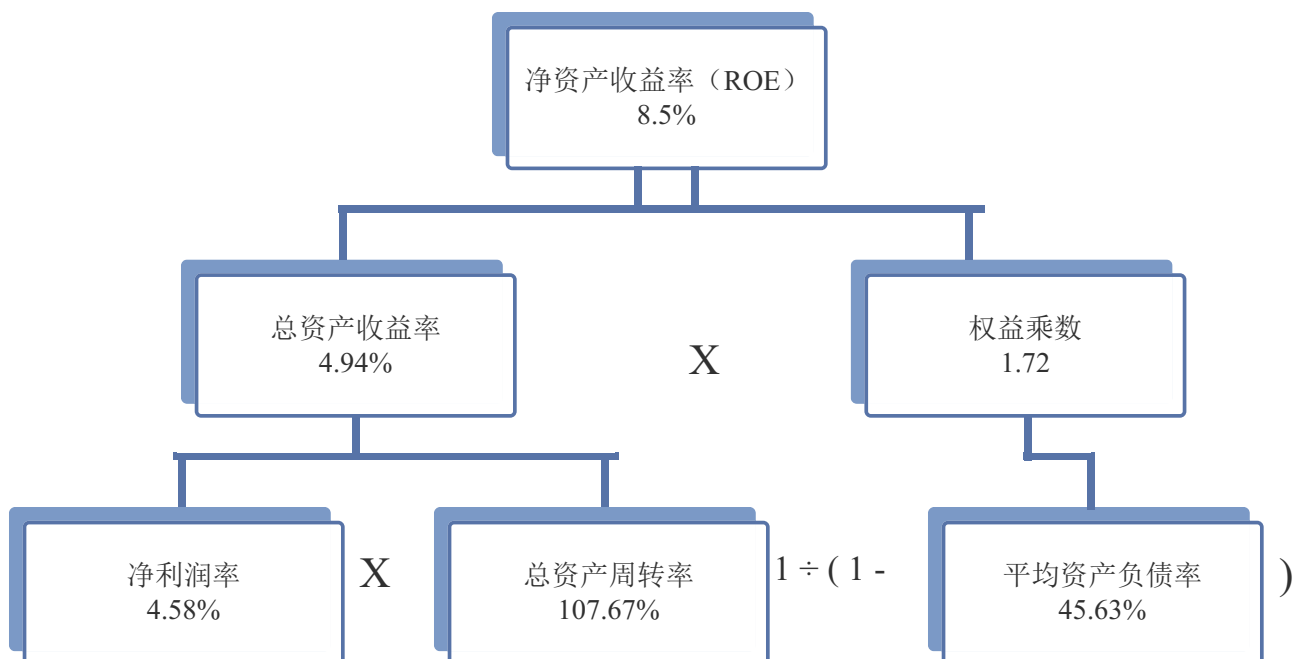 净资产收益率（ROE）
8.5%
总资产收益率
4.94%
X
权益乘数
1.72
净利润率
4.58%
X
总资产周转率
107.67%
1 ÷ ( 1 -
平均资产负债率
45.63%
)